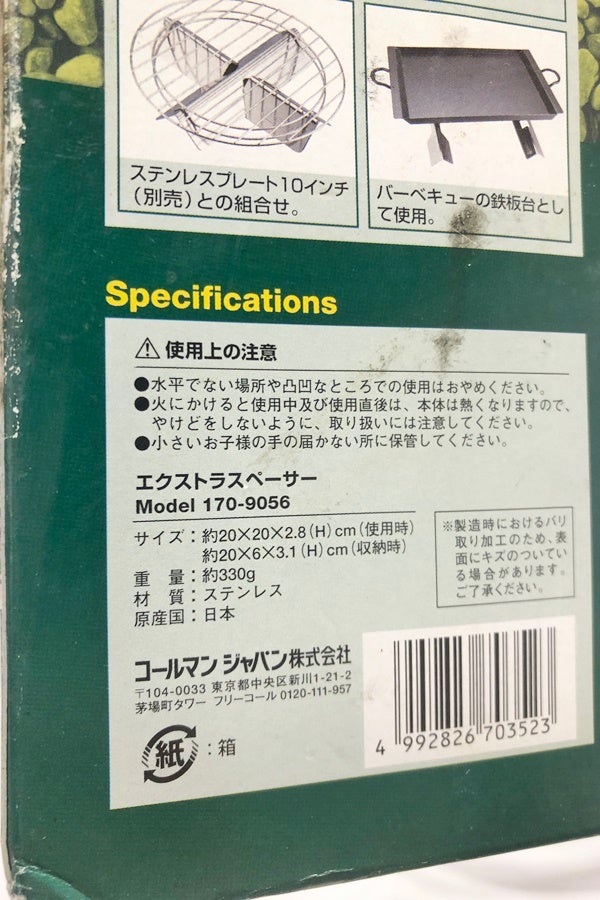 ステンレスプレート10インチ
（別売）との組合せ。
バーベキューの鉄板台とし
て使用。
Specifications
使用上の注意
●水平でない場所や凸凹なところでの使用はおやめください。
●火にかけると使用中及び使用直後は、本体は熱くなりますので、
やけどをしないように、取り扱いには注意してください。
●小さいお子様の手の届かない所に保管してください。
エクストラスペーサー
Model 170-9056
サイズ：約20×20×2.8(H)cm(使用時)
約20×6×3.1(H)cm(収納時)
重　量：約330g
材　質：ステンレス
原産国：日本
※製造時におけるバリ
取り加工のため、表
面にキズのついてい
る場合があります。
ご了承ください。
コールマン ジャパン株式会社
〒104-0033 東京都中央区新川1-21-2
茅場町タワー フリーコール 0120-111-957
紙：箱
4 992826 703523